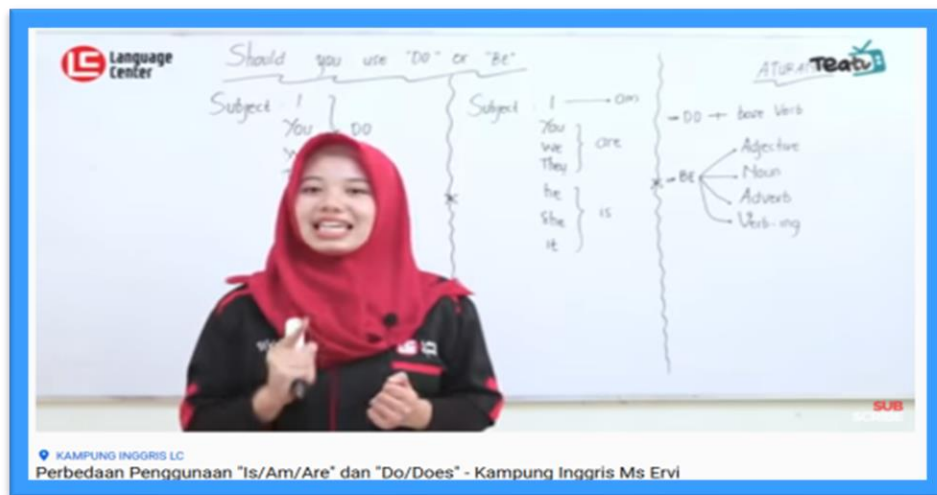 LC Language
Center
Should you use "DO" or "BE"
Subject I
You
DO
Subject I am
You
We
They
are
he
She
it
is
ATURAN
Teatv
- DO + base Verb
- BE
Adjective
Noun
Adverb
Verb-ing
SUB
KAMPUNG INGGRIS LC
Perbedaan Penggunaan "Is/Am/Are" dan "Do/Does" - Kampung Inggris Ms Ervi